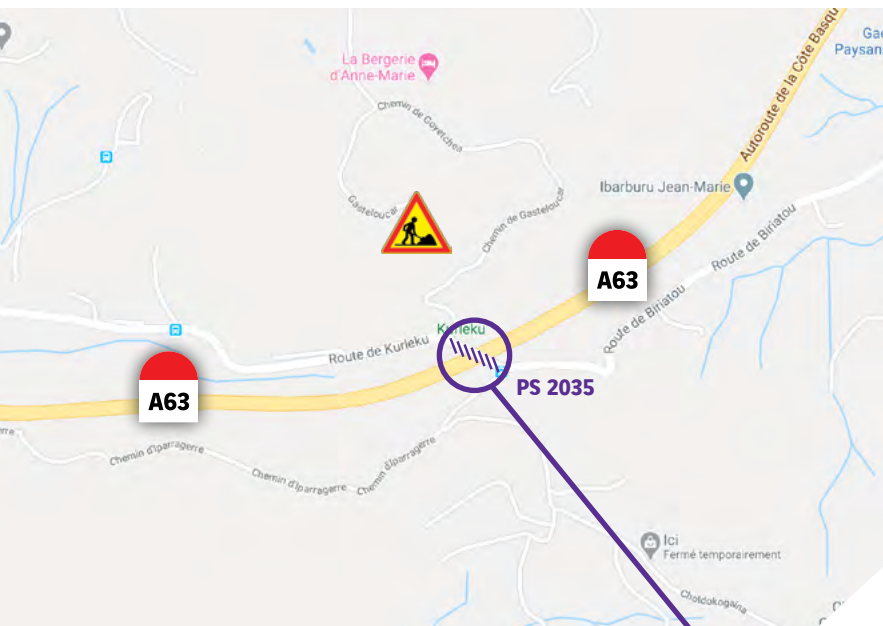 La Bergerie
d'Anne-Marie
Autoroute de la Côte Basqu
Paysan
Chemin de Goyetchea
Ibarburu Jean-Marie
Gasteloucar
Chemin de Gasteloucar
Route de Biriatou
A63
Route de Biriatou
Kurleku
Route de Kurleku
A63
PS 2035
Chemin d'Iparragerre
Chemin d'Iparragerre
Chemin d'Iparragerre
Ici
Fermé temporairement